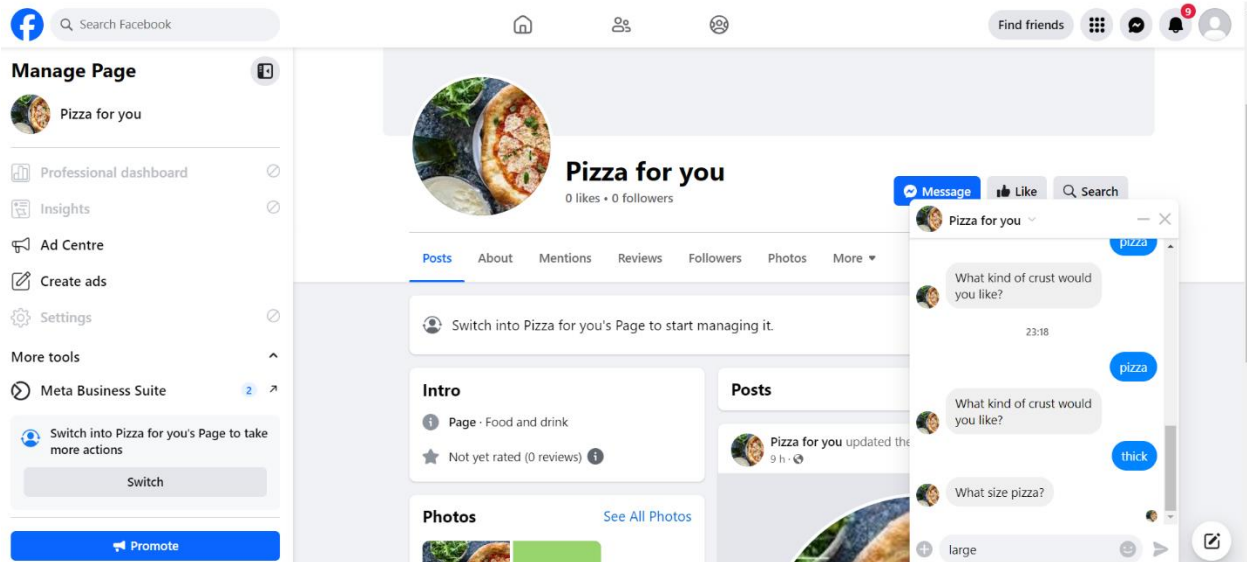 Search Facebook
Find friends
9
Manage Page
Pizza for you
Professional dashboard
Insights
Ad Centre
Create ads
Settings
More tools
Meta Business Suite
2
Switch into Pizza for you's Page to take
more actions
Switch
Promote
Pizza for you
0 likes • 0 followers
Message
Like
Search
Posts
About
Mentions
Reviews
Followers
Photos
More
Switch into Pizza for you's Page to start managing it.
Intro
Page · Food and drink
Not yet rated (0 reviews)
Photos
See All Photos
Posts
Pizza for you updated the
9 h ·
Pizza for you
pizza
What kind of crust would
you like?
23:18
pizza
What kind of crust would
you like?
thick
What size pizza?
large